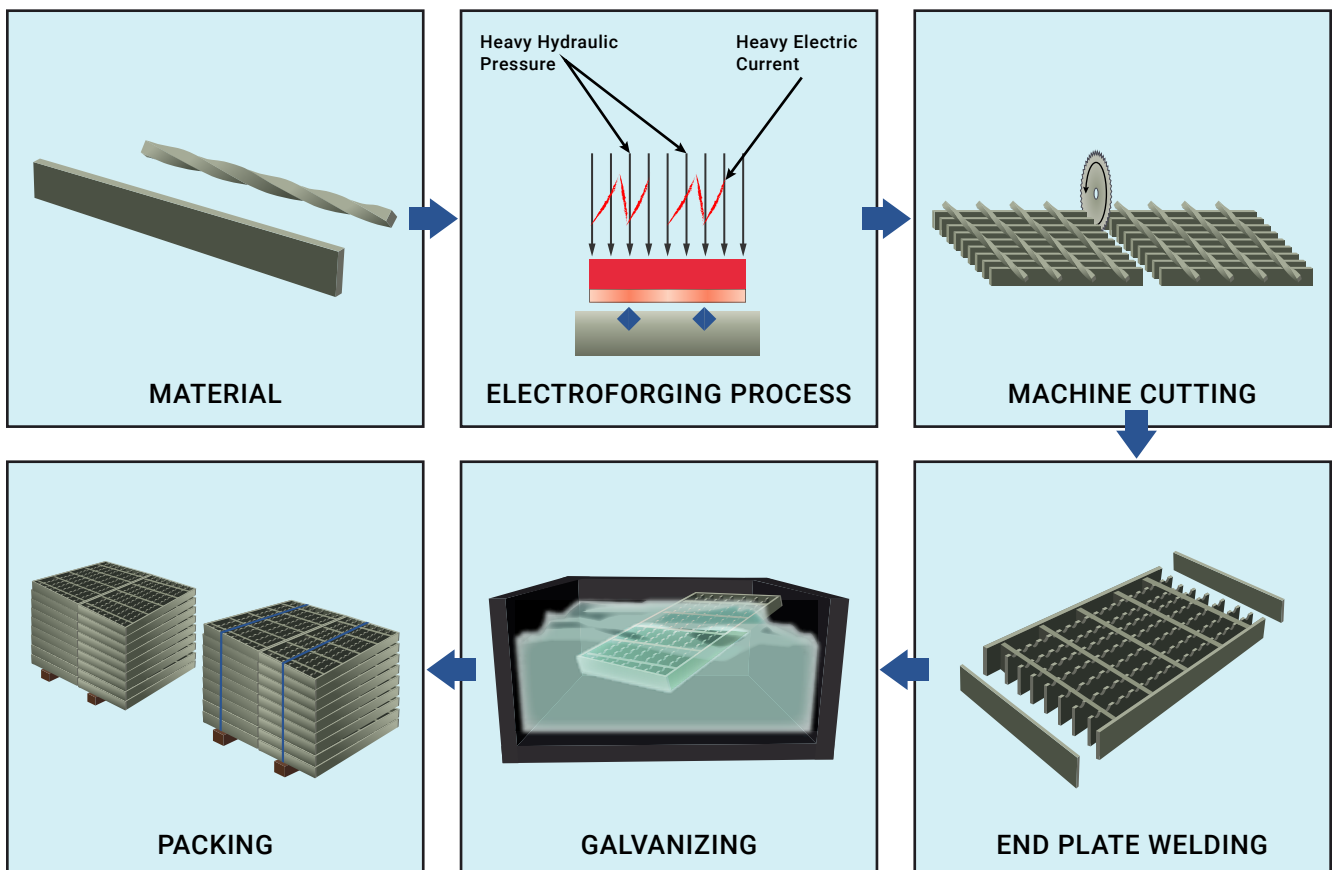 Heavy Hydraulic
Pressure
Heavy Electric
Current
MATERIAL
ELECTROFORGING PROCESS
MACHINE CUTTING
PACKING
GALVANIZING
END PLATE WELDING